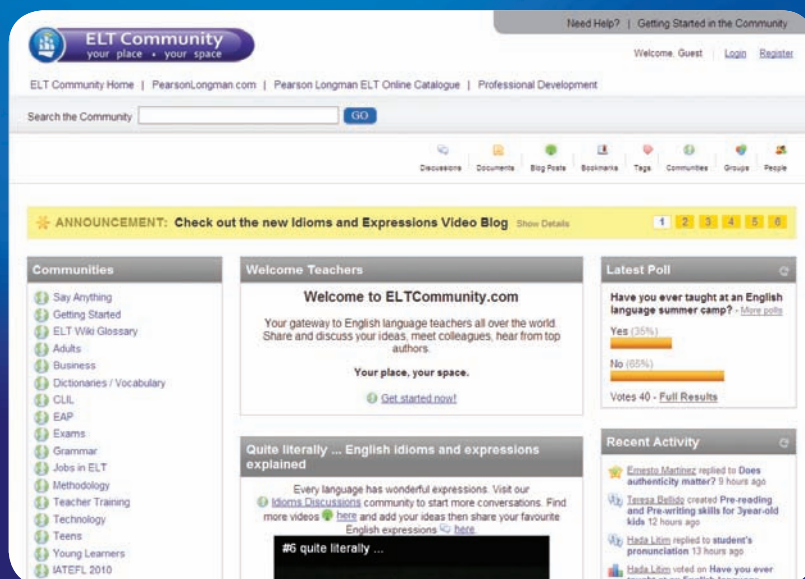 Need Help? | Getting Started in the Community
ELT Community
your place • your space
Welcome, Guest | Login Register
ELT Community Home | PearsonLongman.com | Pearson Longman ELT Online Catalogue | Professional Development
Search the Community GO
Discussions Documents Blog Posts Bookmarks Tags Communities Groups People
ANNOUNCEMENT: Check out the new Idioms and Expressions Video Blog Show Details 1 2 3 4 5 6
Communities
Say Anything
Getting Started
ELT Wiki Glossary
Adults
Business
Dictionaries / Vocabulary
CLIL
EAP
Exams
Grammar
Jobs in ELT
Methodology
Teacher Training
Technology
Teens
Young Learners
IATEFL 2010
Welcome Teachers
Welcome to ELTCommunity.com
Your gateway to English language teachers all over the world.
Share and discuss your ideas, meet colleagues, hear from top
authors.
Your place, your space.
Get started now!
Quite literally ... English idioms and expressions
explained
Every language has wonderful expressions. Visit our
Idioms Discussions community to start more conversations. Find
more videos here and add your ideas then share your favourite
English expressions here
#6 quite literally ...
Latest Poll
Have you ever taught at an English
language summer camp? - More polls
Yes (35%)
No (65%)
Votes 40 - Full Results
Recent Activity
Ernesto Martinez replied to Does
authenticity matter? 9 hours ago
Teresa Bellido created Pre-reading
and Pre-writing skills for 3year-old
kids 12 hours ago
Hada Litim replied to student's
pronunciation 13 hours ago
Hada Litim voted on Have you ever